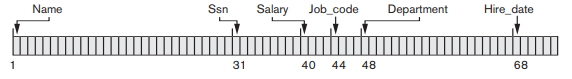 Name Ssn Salary Job_code Department Hire_date
1 31 40 44 48 68